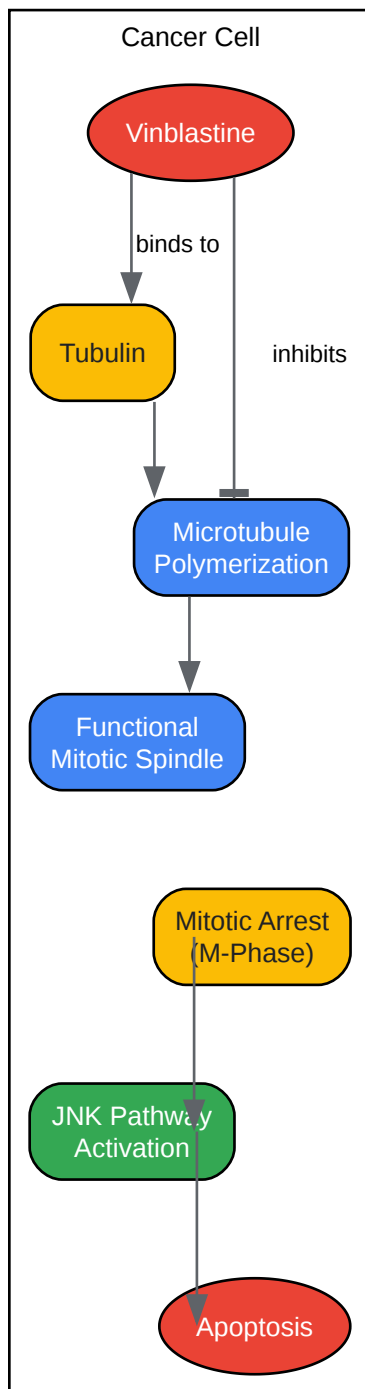 Cancer Cell
Vinblastine
binds to
Tubulin
inhibits
Microtubule
Polymerization
Functional
Mitotic Spindle
Mitotic Arrest
(M-Phase)
JNK Pathway
Activation
Apoptosis